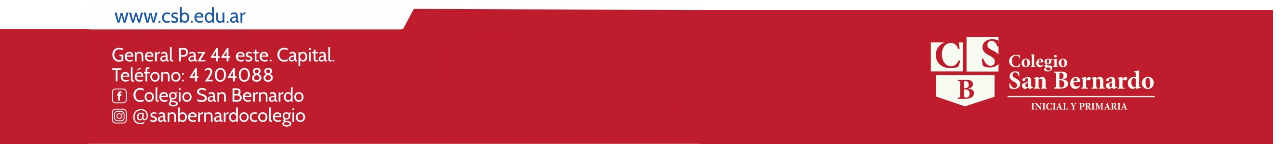 www.csb.edu.ar
General Paz 44 este. Capital.
Teléfono: 4 204088
Colegio San Bernardo
@sanbernardocolegio
C S
B
Colegio
San Bernardo
INICIAL Y PRIMARIA